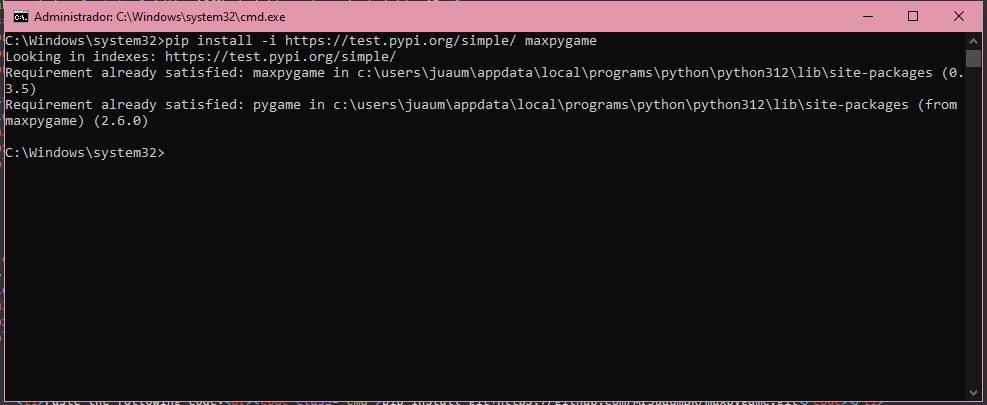 Administrador: C:\Windows\system32\cmd.exe
C:\Windows\system32>pip install -i https://test.pypi.org/simple/ maxpygame
Looking in indexes: https://test.pypi.org/simple/
Requirement already satisfied: maxpygame in c:\users\juaum\appdata\local\programs\python\python312\lib\site-packages (0.
3.5)
Requirement already satisfied: pygame in c:\users\juaum\appdata\local\programs\python\python312\lib\site-packages (from
maxpygame) (2.6.0)
C:\Windows\system32>